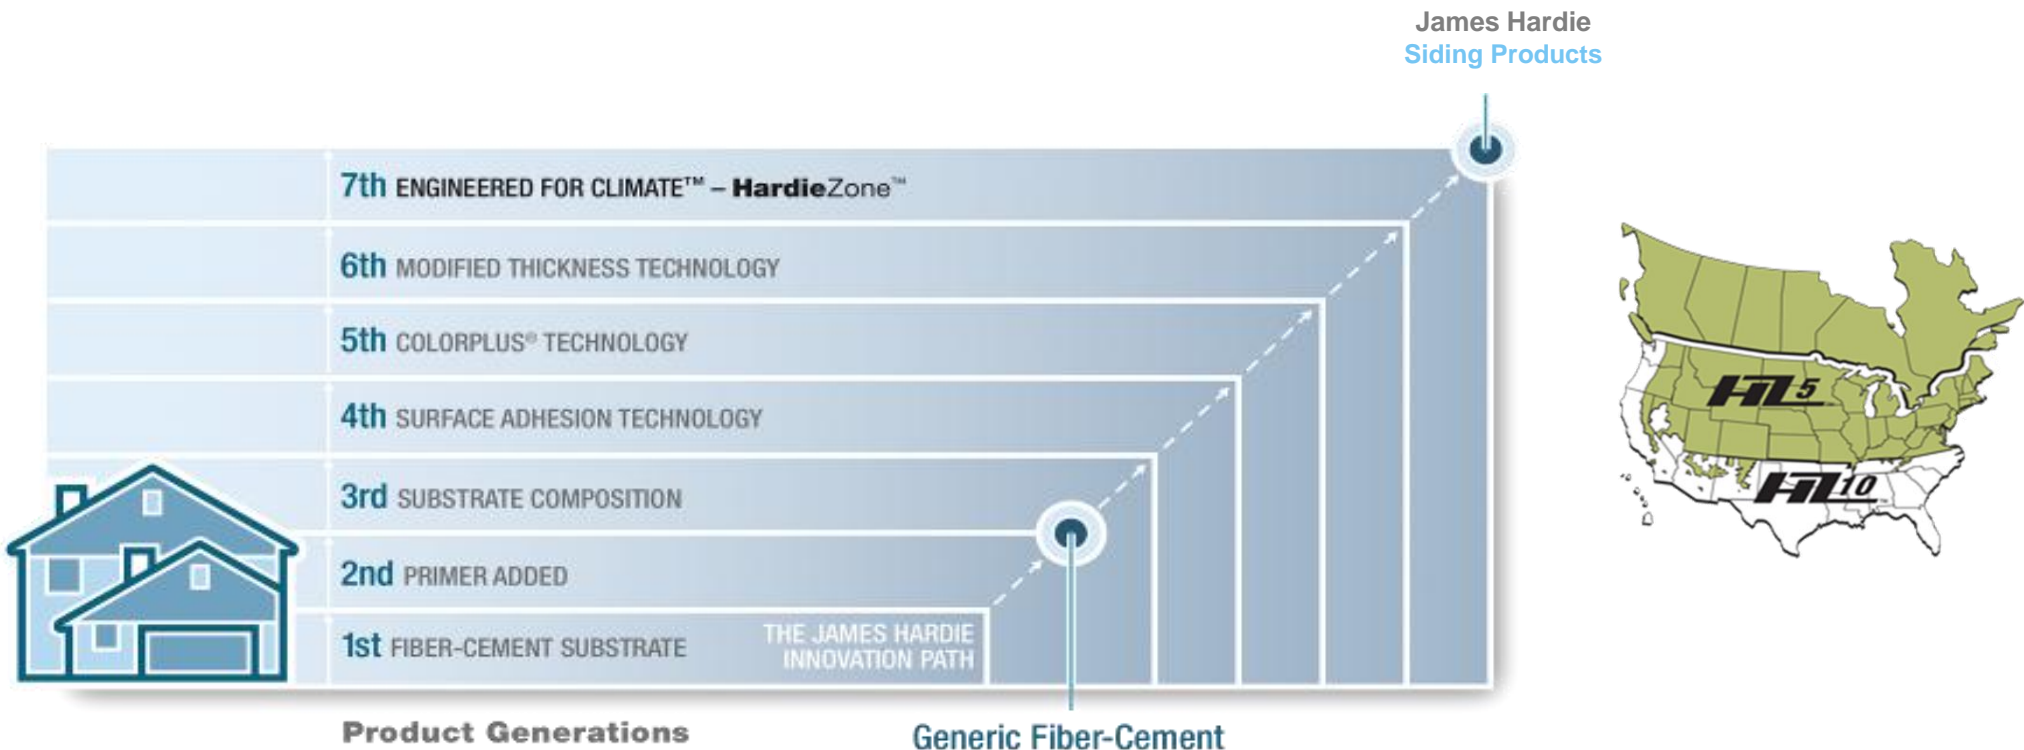 James Hardie
Siding Products
7th ENGINEERED FOR CLIMATE™ – HardieZone™
6th MODIFIED THICKNESS TECHNOLOGY
5th COLORPLUS® TECHNOLOGY
4th SURFACE ADHESION TECHNOLOGY
3rd SUBSTRATE COMPOSITION
2nd PRIMER ADDED
1st FIBER-CEMENT SUBSTRATE
THE JAMES HARDIE
INNOVATION PATH
Product Generations
Generic Fiber-Cement
HZ5
HZ10